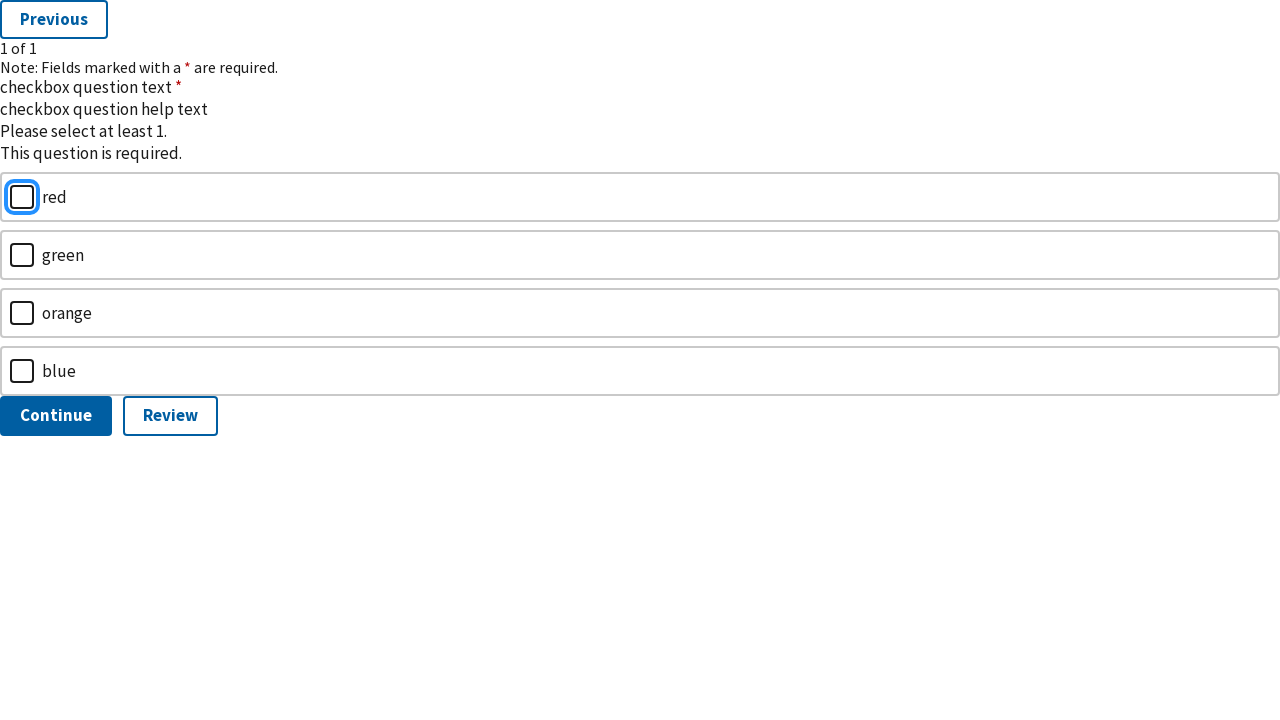 Previous
1 of 1
Note: Fields marked with a * are required.
checkbox question text *
checkbox question help text
Please select at least 1.
This question is required.
red
green
orange
blue
Continue Review